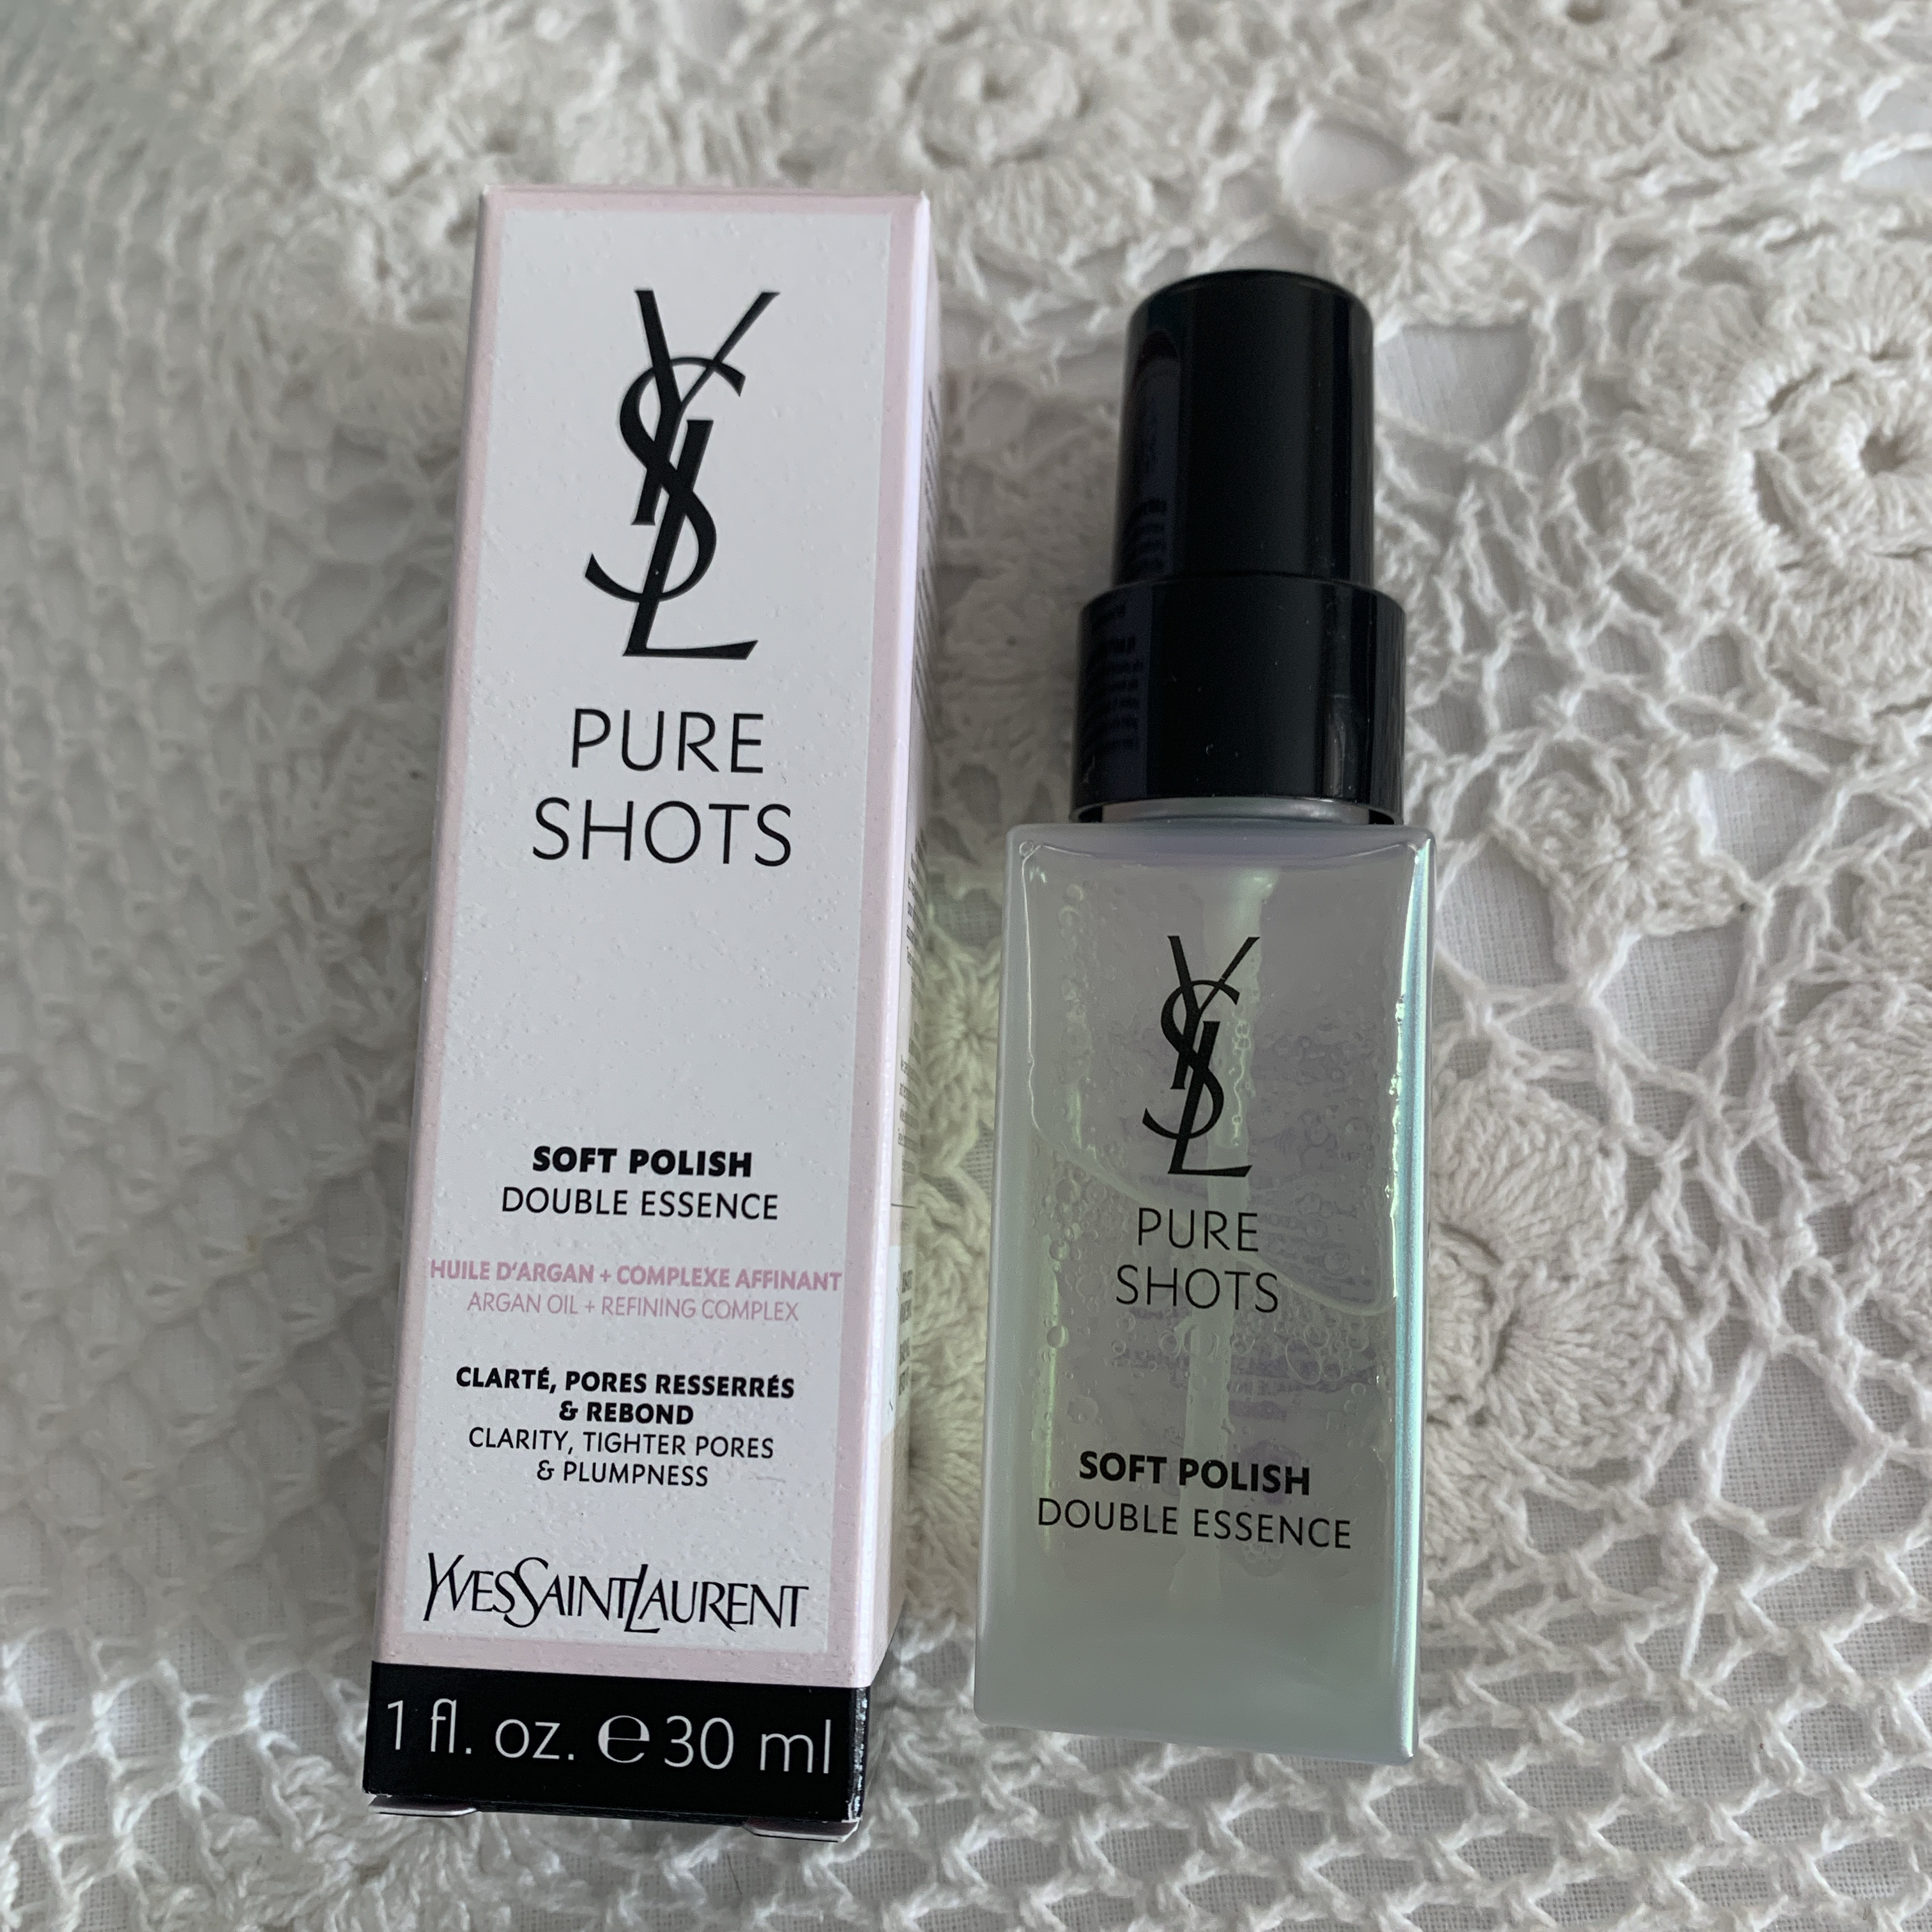 YSL
PURE
SHOTS
SOFT POLISH
DOUBLE ESSENCE
HUILE D'ARGAN + COMPLEXE AFFINANT
ARGAN OIL + REFINING COMPLEX
CLARTÉ, PORES RESSERRÉS
& REBOND
CLARITY, TIGHTER PORES
& PLUMPNESS
YVESSAINTLAURENT
1 fl. oz. ℮ 30 ml
YSL
PURE
SHOTS
SOFT POLISH
DOUBLE ESSENCE